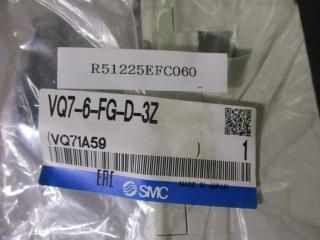 R51225EFC060
VQ7-6-FG-D-3Z
(VQ71A59 ) 1
EAC SMC MADE IN JAPAN